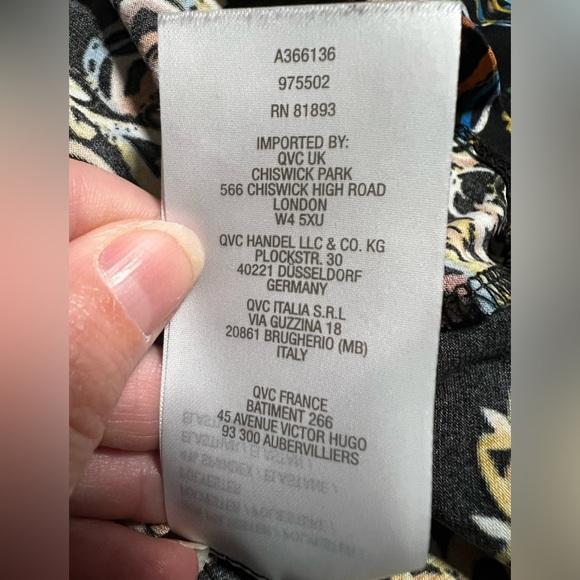 A366136
975502
RN 81893
IMPORTED BY:
QVC UK
CHISWICK PARK
566 CHISWICK HIGH ROAD
LONDON
W4 5XU
QVC HANDEL LLC & CO. KG
PLOCKSTR. 30
40221 DÜSSELDORF
GERMANY
QVC ITALIA S.R.L
VIA GUZZINA 18
20861 BRUGHERIO (MB)
ITALY
QVC FRANCE
BATIMENT 266
45 AVENUE VICTOR HUGO
93 300 AUBERVILLIERS